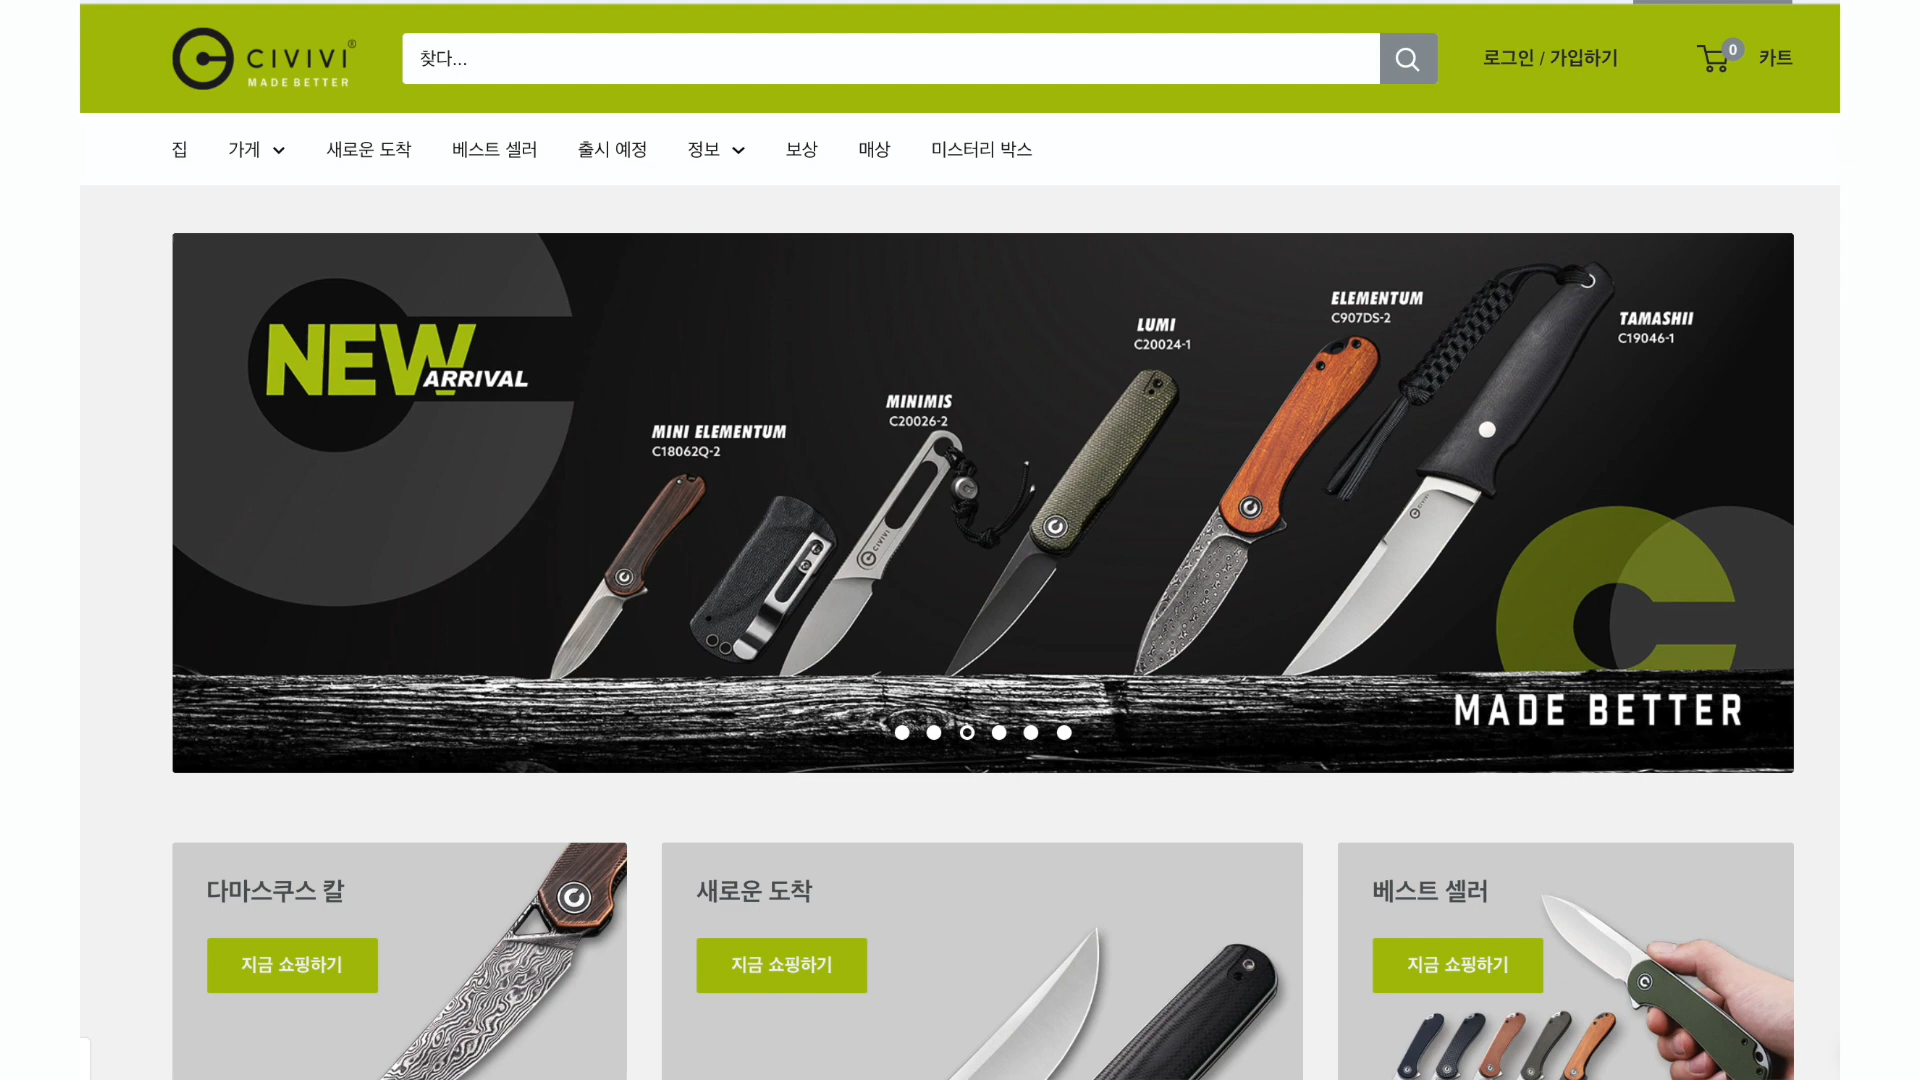 CIVIVI®
MADE BETTER
찾다...
로그인 / 가입하기
0
카트
집
가게
새로운 도착
베스트 셀러
출시 예정
정보
보상
매상
미스터리 박스
NEW
ARRIVAL
MINI ELEMENTUM
C18062Q-2
MINIMIS
C20026-2
LUMI
C20024-1
ELEMENTUM
C907DS-2
TAMASHII
C19046-1
CIVIVI
CIVIVI
MADE BETTER
다마스쿠스 칼
지금 쇼핑하기
새로운 도착
지금 쇼핑하기
베스트 셀러
지금 쇼핑하기